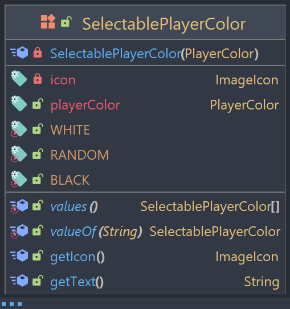 SelectablePlayerColor
SelectablePlayerColor(PlayerColor)
icon ImageIcon
playerColor PlayerColor
WHITE
RANDOM
BLACK
values () SelectablePlayerColor[]
valueOf (String) SelectablePlayerColor
getIcon() ImageIcon
getText() String